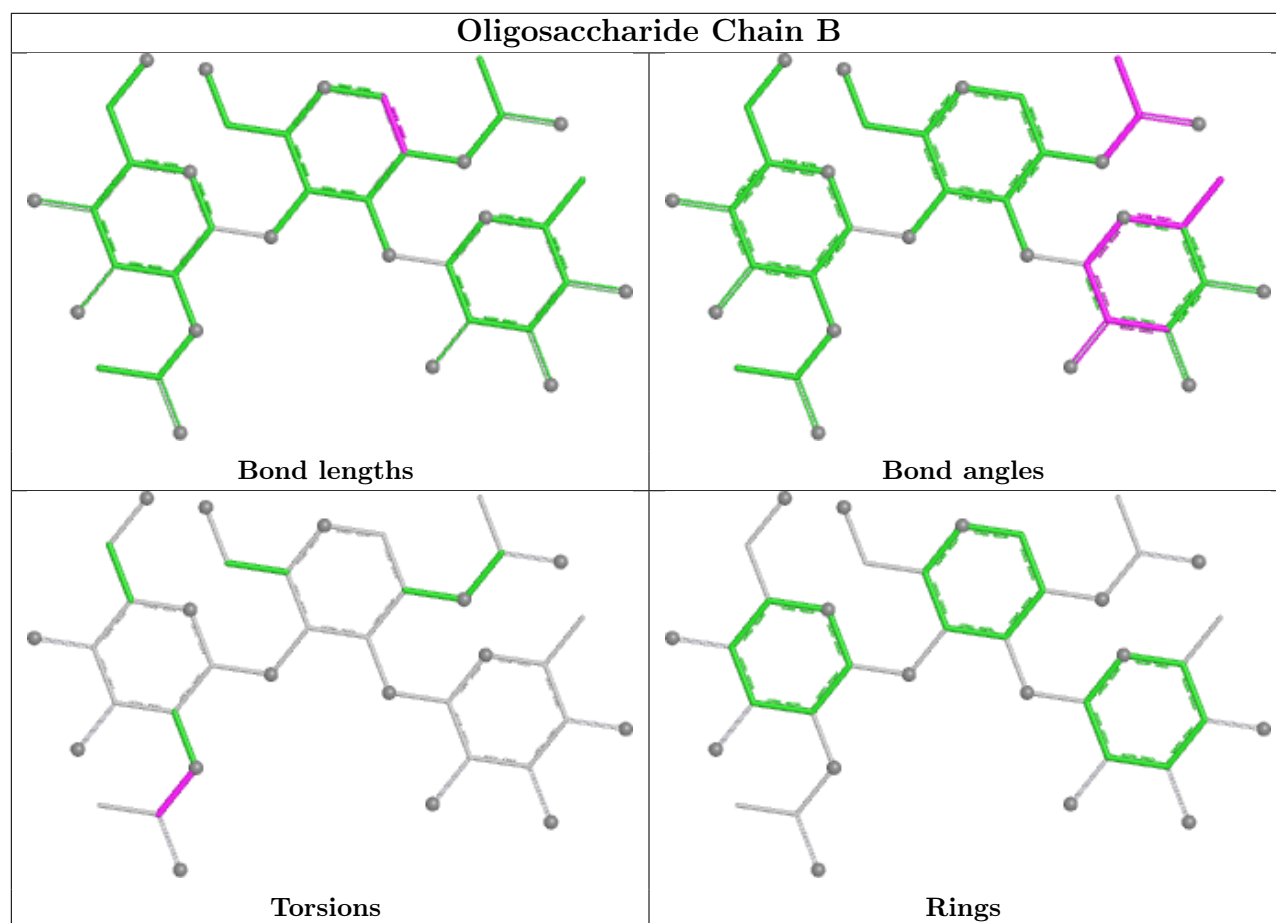 Oligosaccharide Chain B
Bond lengths
Bond angles
Torsions
Rings